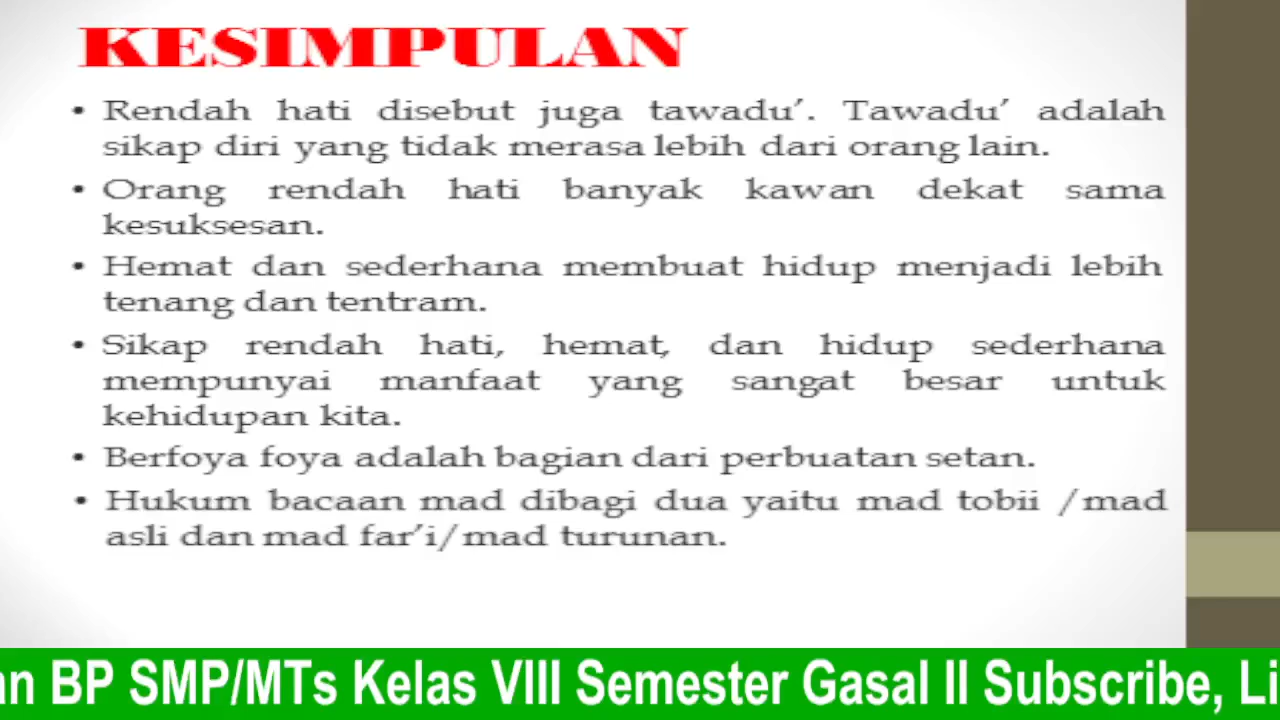 KESIMPULAN
• Rendah hati disebut juga tawadu’. Tawadu’ adalah
sikap diri yang tidak merasa lebih dari orang lain.
• Orang rendah hati banyak kawan dekat sama
kesuksesan.
• Hemat dan sederhana membuat hidup menjadi lebih
tenang dan tentram.
• Sikap rendah hati, hemat, dan hidup sederhana
mempunyai manfaat yang sangat besar untuk
kehidupan kita.
• Berfoya foya adalah bagian dari perbuatan setan.
• Hukum bacaan mad dibagi dua yaitu mad tobii /mad
asli dan mad far’i/mad turunan.
BP SMP/MTs Kelas VIII Semester Gasal II Subscribe,